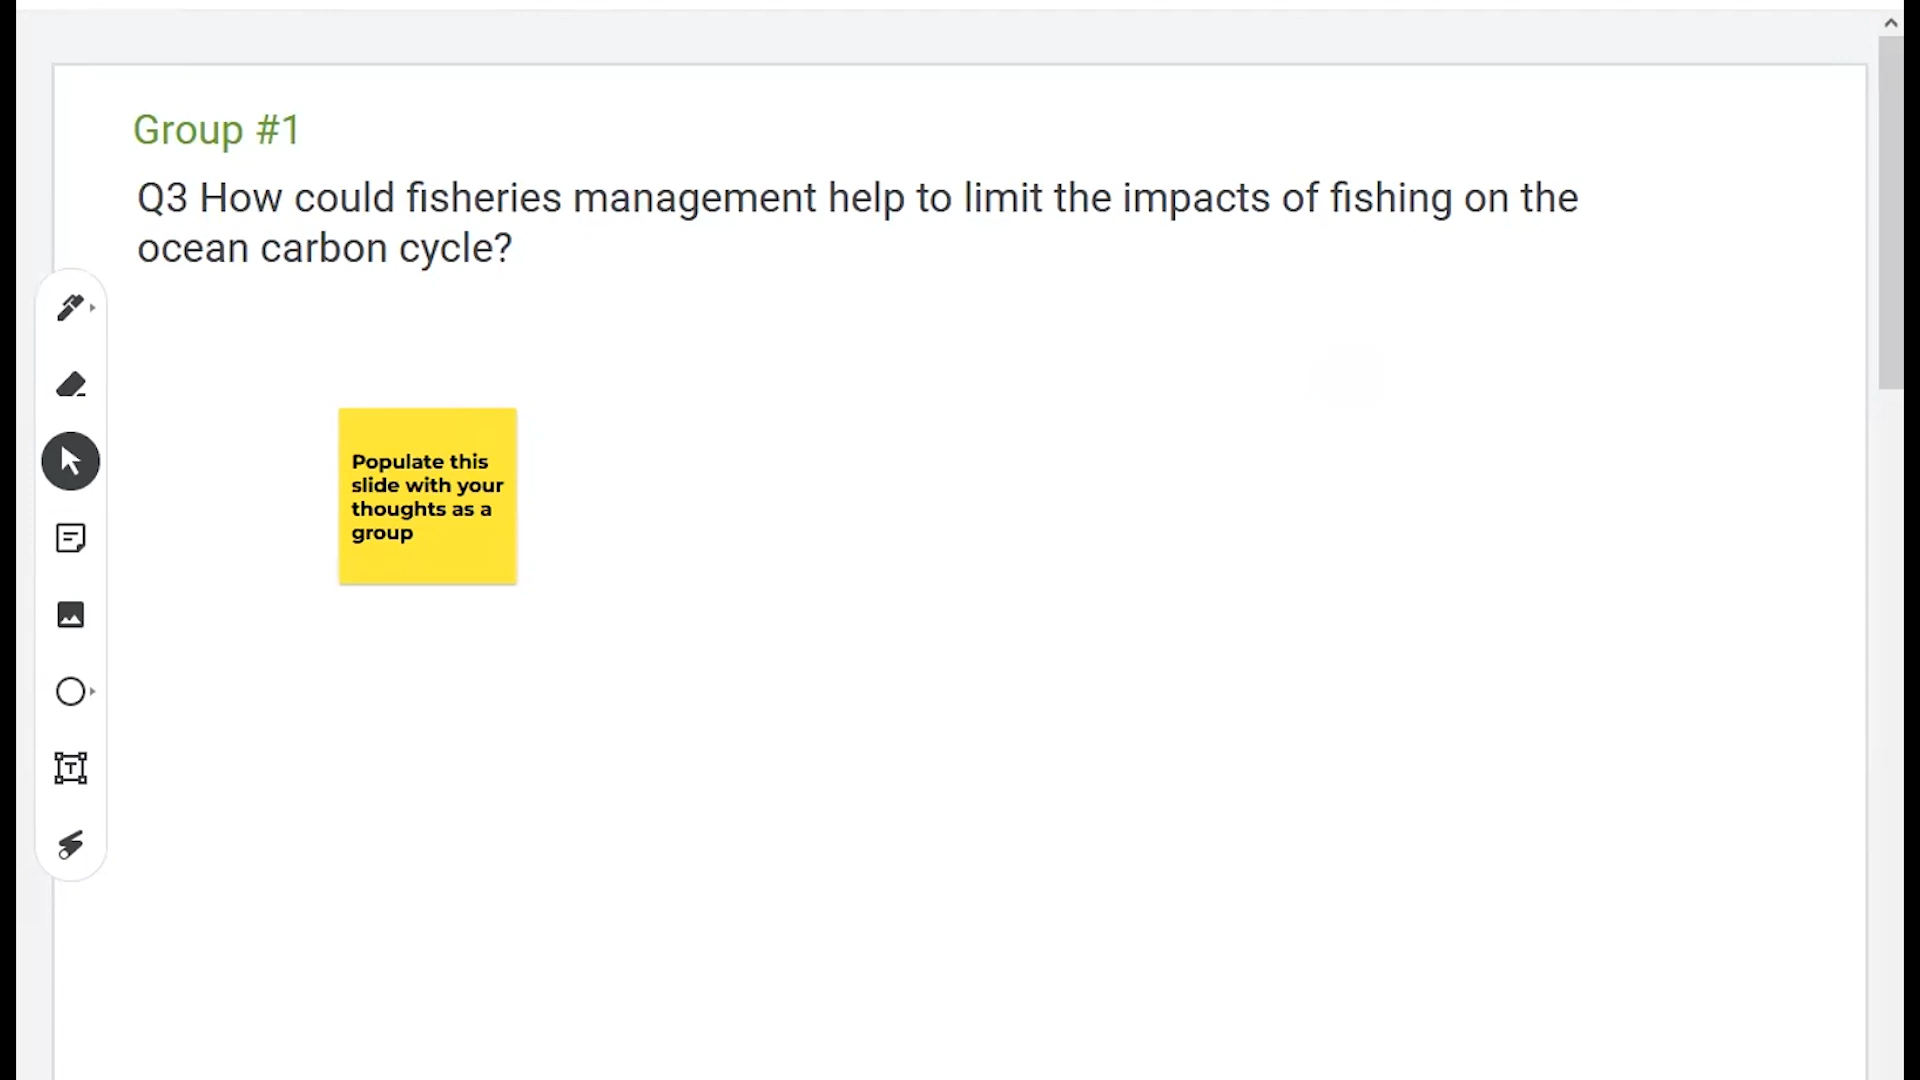 Group #1
Q3 How could fisheries management help to limit the impacts of fishing on the
ocean carbon cycle?
Populate this
slide with your
thoughts as a
group